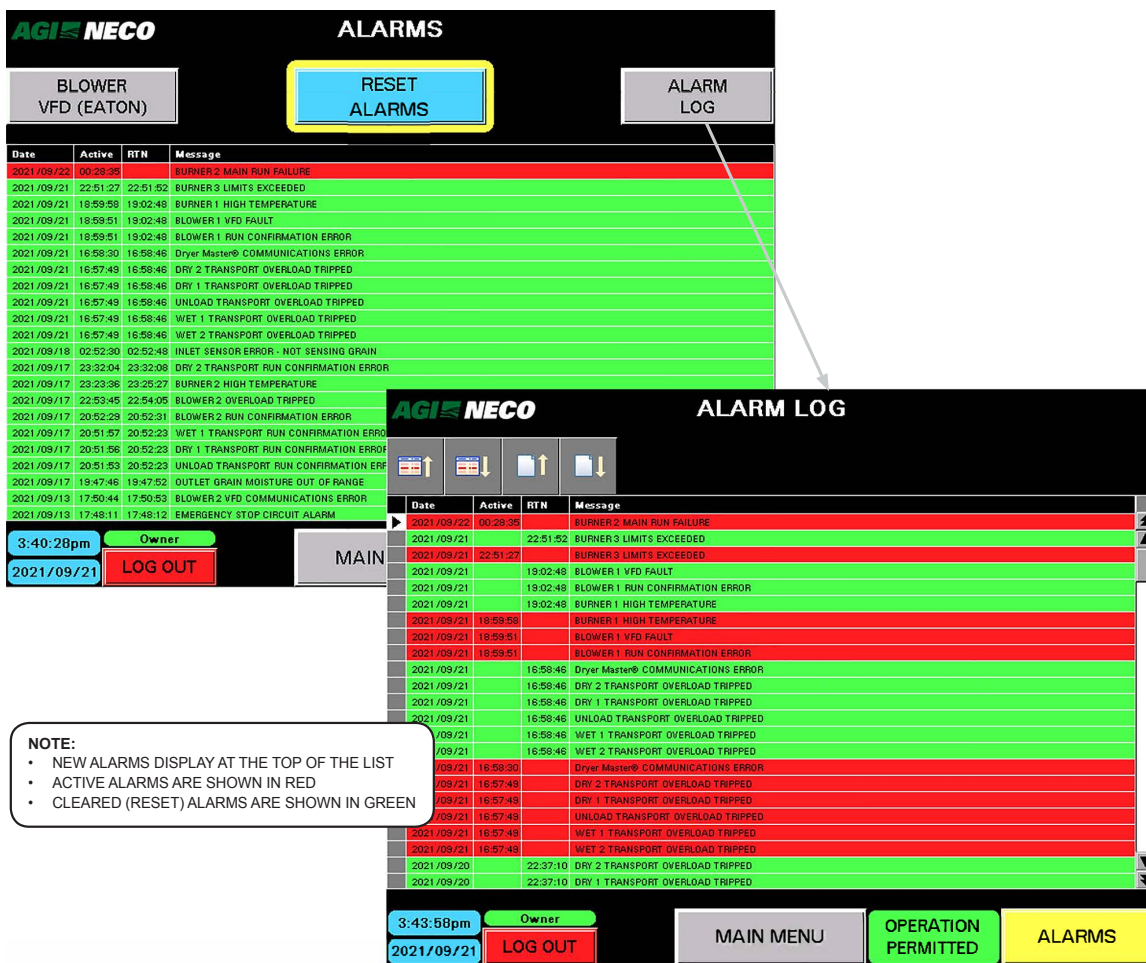 AGI NECO
ALARMS
BLOWER
VFD (EATON)
RESET
ALARMS
ALARM
LOG
Date Active RTN Message
2021/09/22 00:28:35 BURNER 2 MAIN RUN FAILURE
2021/09/21 22:51:27 22:51:52 BURNER 3 LIMITS EXCEEDED
2021/09/21 18:59:58 19:02:48 BURNER 1 HIGH TEMPERATURE
2021/09/21 18:59:51 19:02:48 BLOWER 1 VFD FAULT
2021/09/21 18:59:51 19:02:48 BLOWER 1 RUN CONFIRMATION ERROR
2021/09/21 16:58:30 16:58:46 Dryer Master® COMMUNICATIONS ERROR
2021/09/21 16:57:49 16:58:46 DRY 2 TRANSPORT OVERLOAD TRIPPED
2021/09/21 16:57:49 16:58:46 DRY 1 TRANSPORT OVERLOAD TRIPPED
2021/09/21 16:57:49 16:58:46 UNLOAD TRANSPORT OVERLOAD TRIPPED
2021/09/21 16:57:49 16:58:46 WET 1 TRANSPORT OVERLOAD TRIPPED
2021/09/21 16:57:49 16:58:46 WET 2 TRANSPORT OVERLOAD TRIPPED
2021/09/18 02:52:30 02:52:48 INLET SENSOR ERROR - NOT SENSING GRAIN
2021/09/17 23:32:04 23:32:08 DRY 2 TRANSPORT RUN CONFIRMATION ERROR
2021/09/17 23:23:36 23:25:27 BURNER 2 HIGH TEMPERATURE
2021/09/17 22:53:45 22:54:05 BLOWER 2 OVERLOAD TRIPPED
2021/09/17 20:52:29 20:52:31 BLOWER 2 RUN CONFIRMATION ERROR
2021/09/17 20:51:57 20:52:23 WET 1 TRANSPORT RUN CONFIRMATION ERRO
2021/09/17 20:51:56 20:52:23 DRY 1 TRANSPORT RUN CONFIRMATION ERROR
2021/09/17 20:51:53 20:52:23 UNLOAD TRANSPORT RUN CONFIRMATION ERR
2021/09/17 19:47:46 19:47:52 OUTLET GRAIN MOISTURE OUT OF RANGE
2021/09/13 17:50:44 17:50:53 BLOWER 2 VFD COMMUNICATIONS ERROR
2021/09/13 17:48:11 17:48:12 EMERGENCY STOP CIRCUIT ALARM
3:40:28pm
Owner
2021/09/21
LOG OUT
MAIN
AGI NECO
ALARM LOG
Date Active RTN Message
2021/09/22 00:28:35 BURNER 2 MAIN RUN FAILURE
2021/09/21 22:51:52 BURNER 3 LIMITS EXCEEDED
2021/09/21 22:51:27 BURNER 3 LIMITS EXCEEDED
2021/09/21 19:02:48 BLOWER 1 VFD FAULT
2021/09/21 19:02:48 BLOWER 1 RUN CONFIRMATION ERROR
2021/09/21 19:02:48 BURNER 1 HIGH TEMPERATURE
2021/09/21 18:59:58 BURNER 1 HIGH TEMPERATURE
2021/09/21 18:59:51 BLOWER 1 VFD FAULT
2021/09/21 18:59:51 BLOWER 1 RUN CONFIRMATION ERROR
2021/09/21 16:58:46 Dryer Master® COMMUNICATIONS ERROR
2021/09/21 16:58:46 DRY 2 TRANSPORT OVERLOAD TRIPPED
2021/09/21 16:58:46 DRY 1 TRANSPORT OVERLOAD TRIPPED
2021/09/21 16:58:46 UNLOAD TRANSPORT OVERLOAD TRIPPED
/09/21 16:58:46 WET 1 TRANSPORT OVERLOAD TRIPPED
/09/21 16:58:46 WET 2 TRANSPORT OVERLOAD TRIPPED
/09/21 16:58:30 Dryer Master® COMMUNICATIONS ERROR
/09/21 16:57:49 DRY 2 TRANSPORT OVERLOAD TRIPPED
/09/21 16:57:49 DRY 1 TRANSPORT OVERLOAD TRIPPED
/09/21 16:57:49 UNLOAD TRANSPORT OVERLOAD TRIPPED
2021/09/21 16:57:49 WET 1 TRANSPORT OVERLOAD TRIPPED
2021/09/21 16:57:49 WET 2 TRANSPORT OVERLOAD TRIPPED
2021/09/20 22:37:10 DRY 2 TRANSPORT OVERLOAD TRIPPED
2021/09/20 22:37:10 DRY 1 TRANSPORT OVERLOAD TRIPPED
3:43:58pm
Owner
2021/09/21
LOG OUT
MAIN MENU
OPERATION
PERMITTED
ALARMS
NOTE:
• NEW ALARMS DISPLAY AT THE TOP OF THE LIST
• ACTIVE ALARMS ARE SHOWN IN RED
• CLEARED (RESET) ALARMS ARE SHOWN IN GREEN